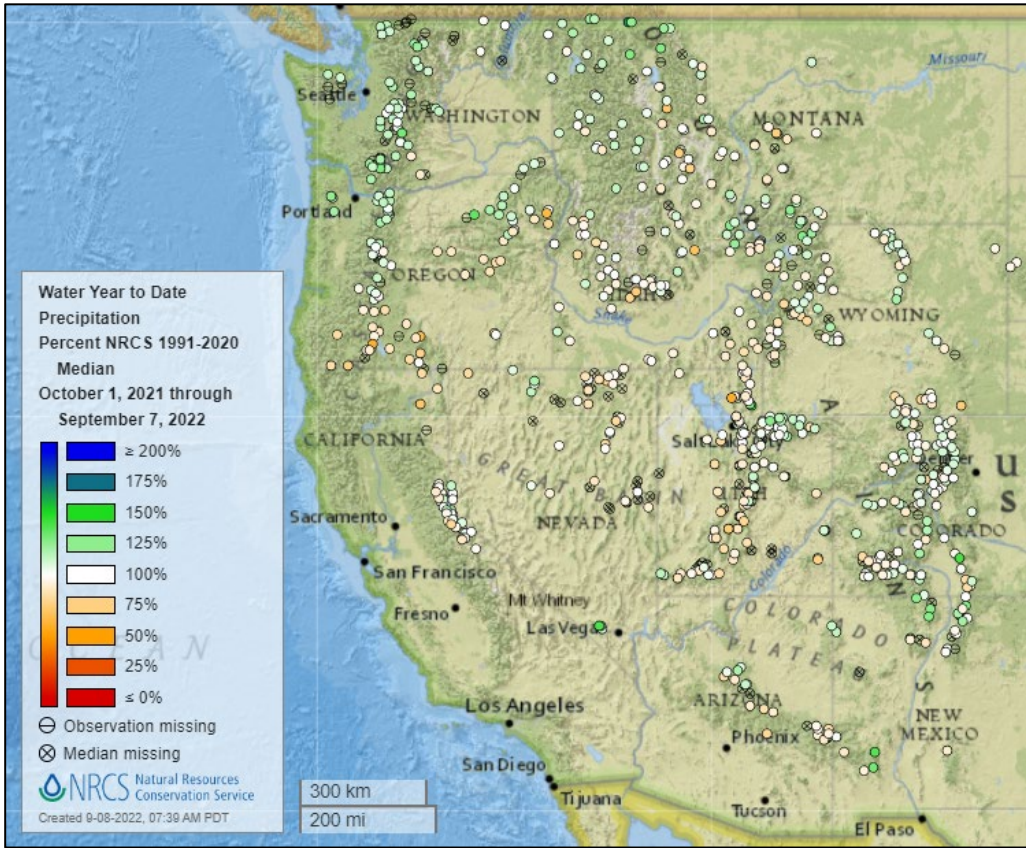 Missouri
Seattle
WASHINGTON
MONTANA
Portland
OREGON
IDAHO
Snake
WYOMING
CALIFORNIA
GREAT BASIN
Salt Lake City
UTAH
Denver
U
S
NEVADA
COLORADO
Colorado
Sacramento
San Francisco
Fresno
Mt Whitney
Las Vegas
COLORADO
PLATEAU
OCEAN
Los Angeles
ARIZONA
Phoenix
NEW
MEXICO
San Diego
Tijuana
Tucson
El Paso
Water Year to Date
Precipitation
Percent NRCS 1991-2020
Median
October 1, 2021 through
September 7, 2022
≥ 200%
175%
150%
125%
100%
75%
50%
25%
≤ 0%
Observation missing
Median missing
NRCS Natural Resources
Conservation Service
Created 9-08-2022, 07:39 AM PDT
300 km
200 mi